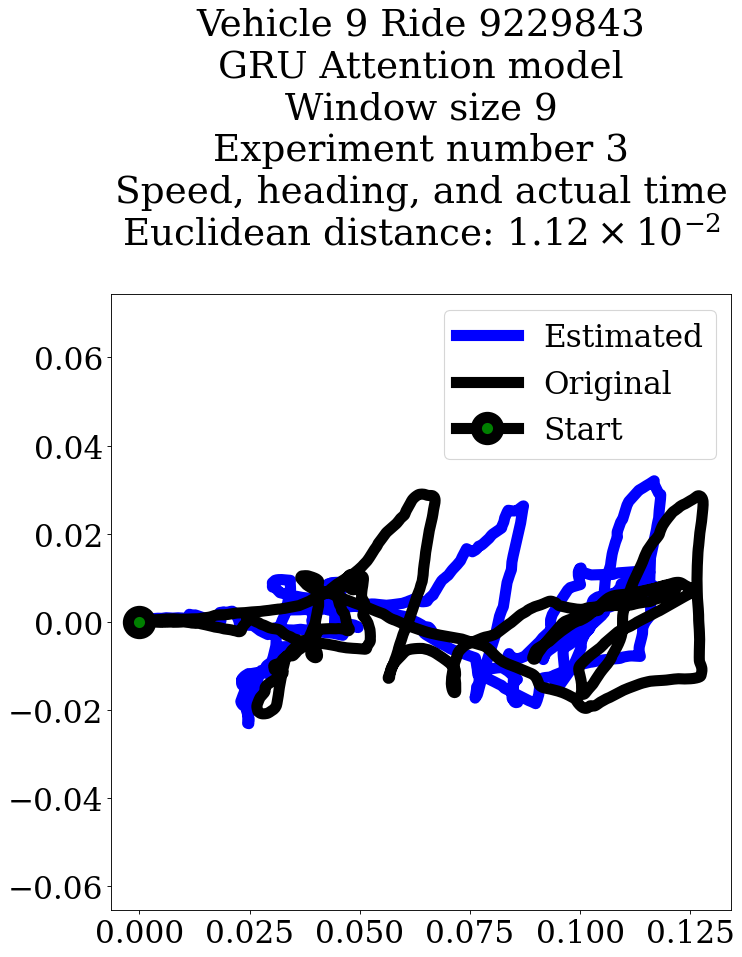 Vehicle 9 Ride 9229843
GRU Attention model
Window size 9
Experiment number 3
Speed, heading, and actual time
Euclidean distance: 1.12 × 10⁻²
Estimated
Original
Start
0.06
0.04
0.02
0.00
−0.02
−0.04
−0.06
0.000 0.025 0.050 0.075 0.100 0.125